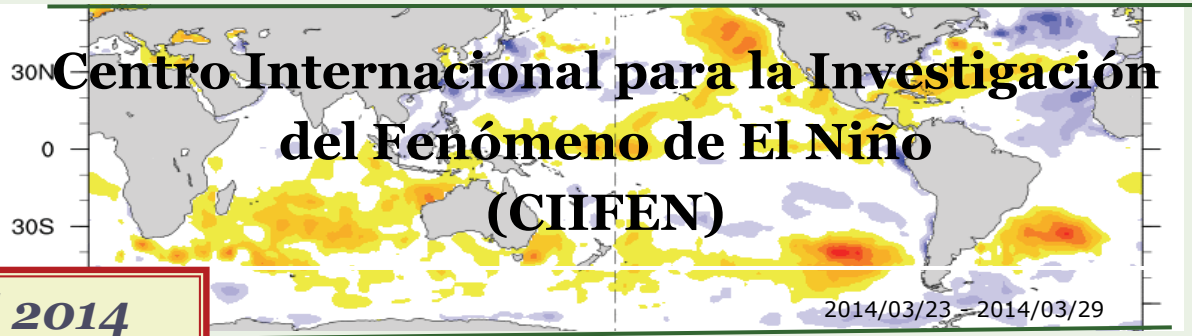 Centro Internacional para la Investigación
del Fenómeno de El Niño
(CIIFEN)
30N
0
30S
2014
2014/03/23 – 2014/03/29